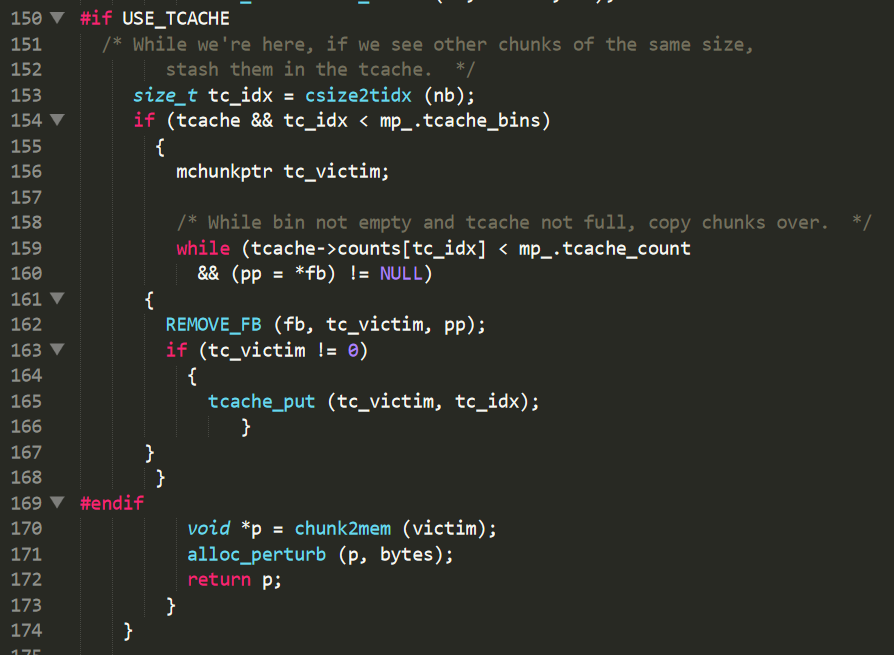 150 #if USE_TCACHE
151 /* While we're here, if we see other chunks of the same size,
152 stash them in the tcache.  */
153 size_t tc_idx = csize2tidx (nb);
154 if (tcache && tc_idx < mp_.tcache_bins)
155 {
156 mchunkptr tc_victim;
157
158 /* While bin not empty and tcache not full, copy chunks over.  */
159 while (tcache->counts[tc_idx] < mp_.tcache_count
160 && (pp = *fb) != NULL)
161 {
162 REMOVE_FB (fb, tc_victim, pp);
163 if (tc_victim != 0)
164 {
165 tcache_put (tc_victim, tc_idx);
166 }
167 }
168 }
169 #endif
170 void *p = chunk2mem (victim);
171 alloc_perturb (p, bytes);
172 return p;
173 }
174 }
175